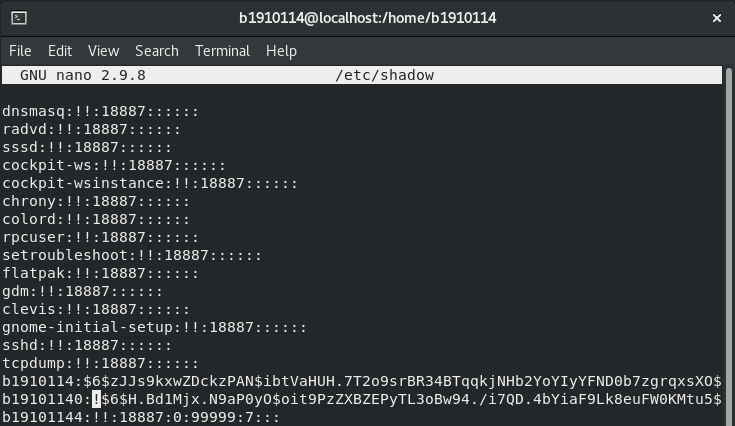 b1910114@localhost:/home/b1910114
File Edit View Search Terminal Help
GNU nano 2.9.8 /etc/shadow
dnsmasq:!!:18887::::::
radvd:!!:18887::::::
sssd:!!:18887::::::
cockpit-ws:!!:18887::::::
cockpit-wsinstance:!!:18887::::::
chrony:!!:18887::::::
colord:!!:18887::::::
rpcuser:!!:18887::::::
setroubleshoot:!!:18887::::::
flatpak:!!:18887::::::
gdm:!!:18887::::::
clevis:!!:18887::::::
gnome-initial-setup:!!:18887::::::
sshd:!!:18887::::::
tcpdump:!!:18887::::::
b1910114:$6$zJJs9kxwZDckzPAN$ibtVaHUH.7T2o9srBR34BTqqkjNHb2YoYIyYFND0b7zgrqxsXO$
b19101140:!$6$H.Bd1Mjx.N9aP0yO$oit9PzZXBZEPyTL3oBw94./i7QD.4bYiaF9Lk8euFW0KMtu5$
b19101144:!!:18887:0:99999:7:::